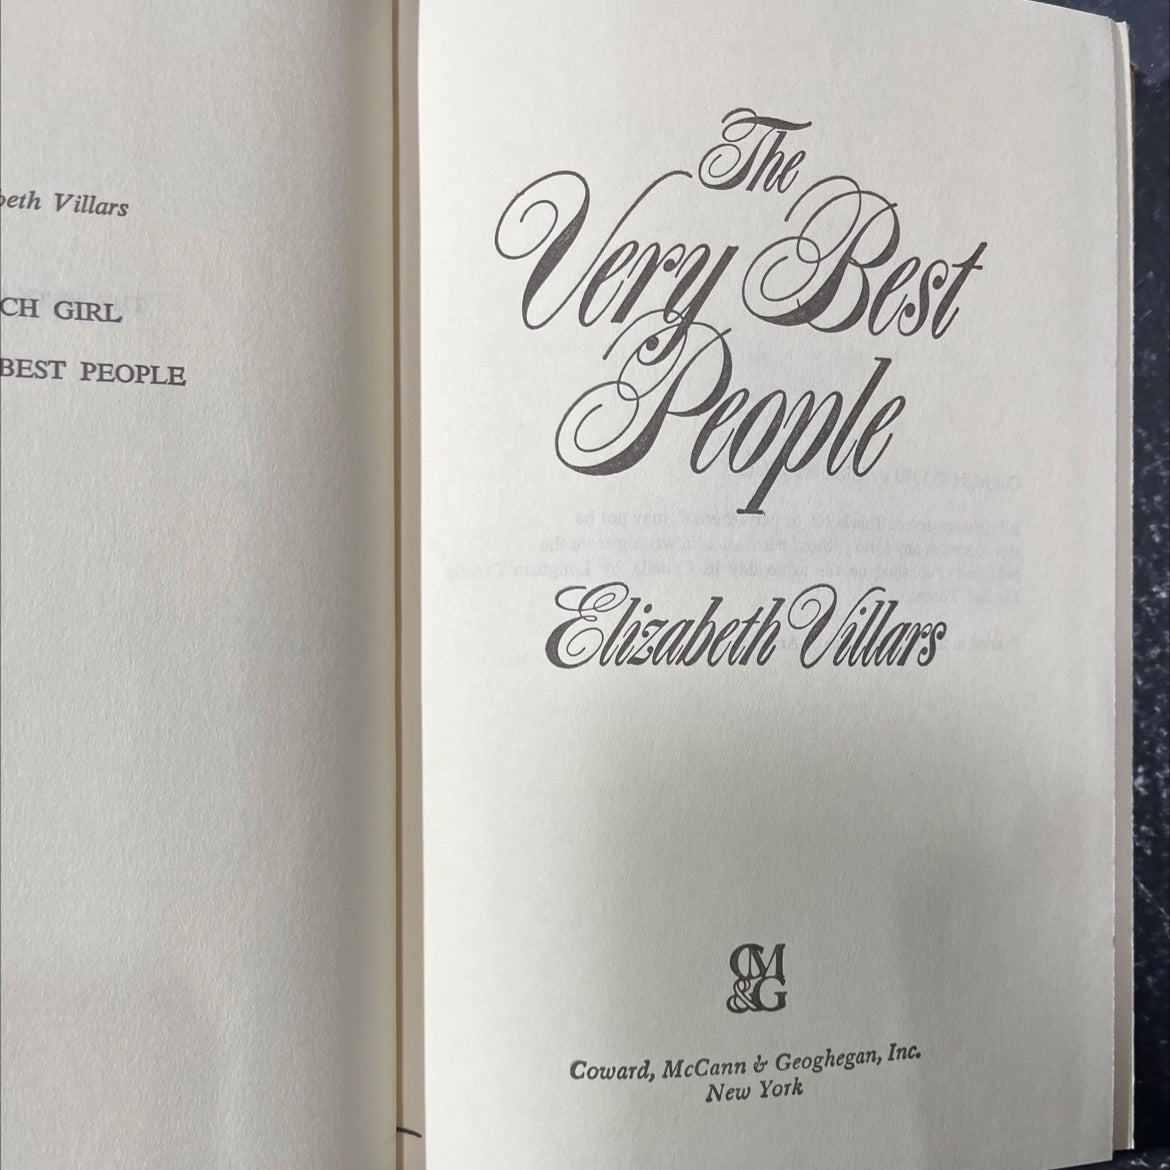 beth Villars
CH GIRL
BEST PEOPLE
The
Very Best
People
Elizabeth Villars
CM
&G
Coward, McCann & Geoghegan, Inc.
New York